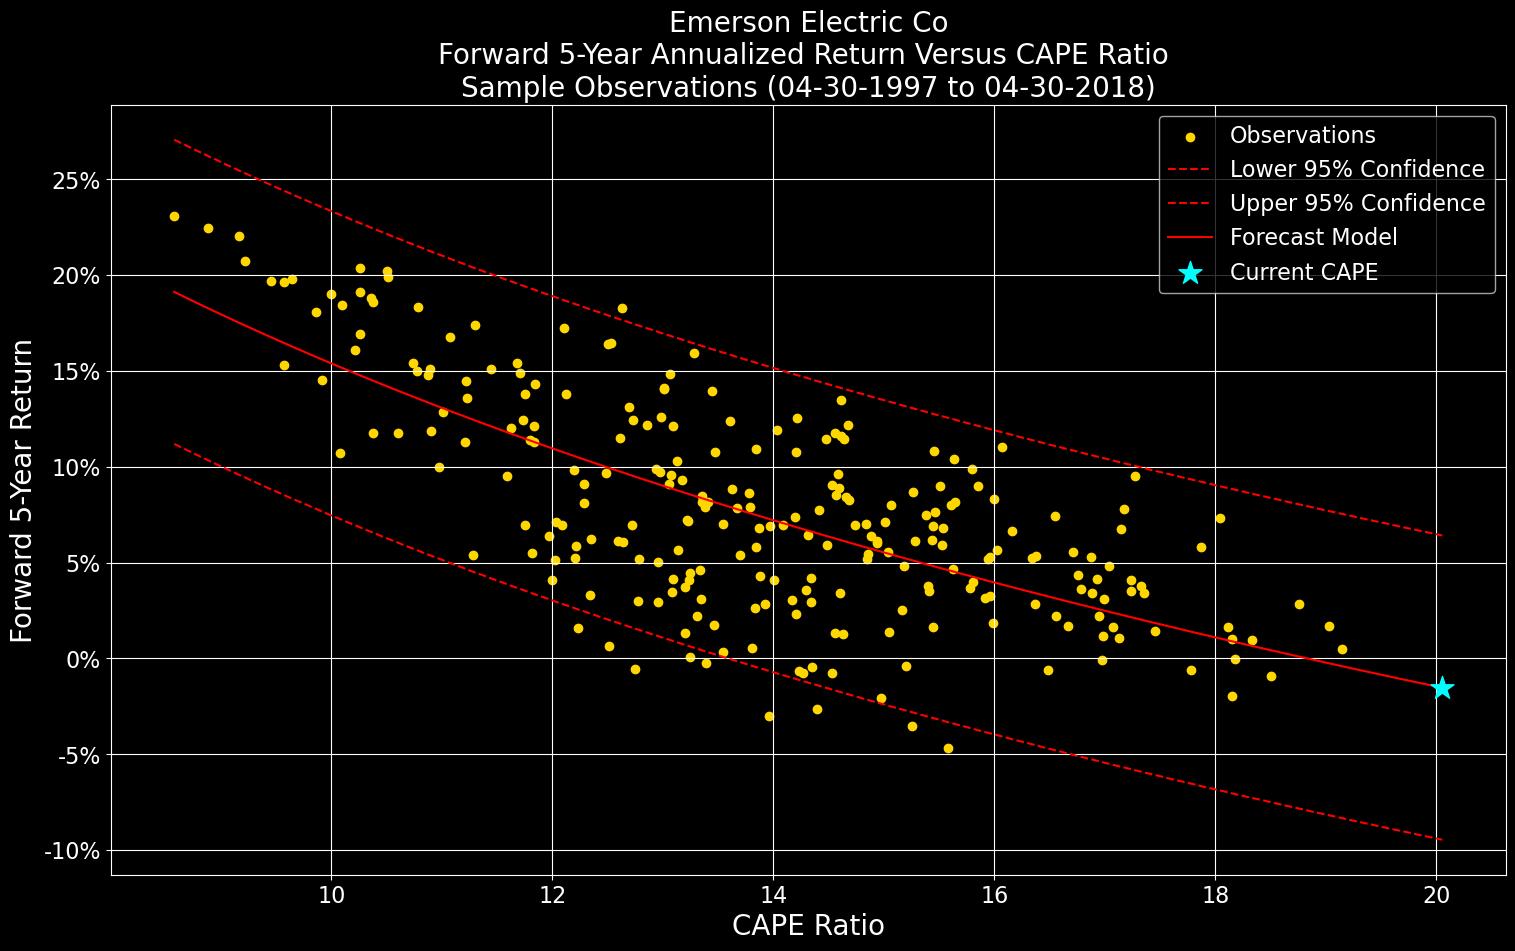 Emerson Electric Co
Forward 5-Year Annualized Return Versus CAPE Ratio
Sample Observations (04-30-1997 to 04-30-2018)
Observations
Lower 95% Confidence
Upper 95% Confidence
Forecast Model
Current CAPE
Forward 5-Year Return
25%
20%
15%
10%
5%
0%
-5%
-10%
10 12 14 16 18 20
CAPE Ratio